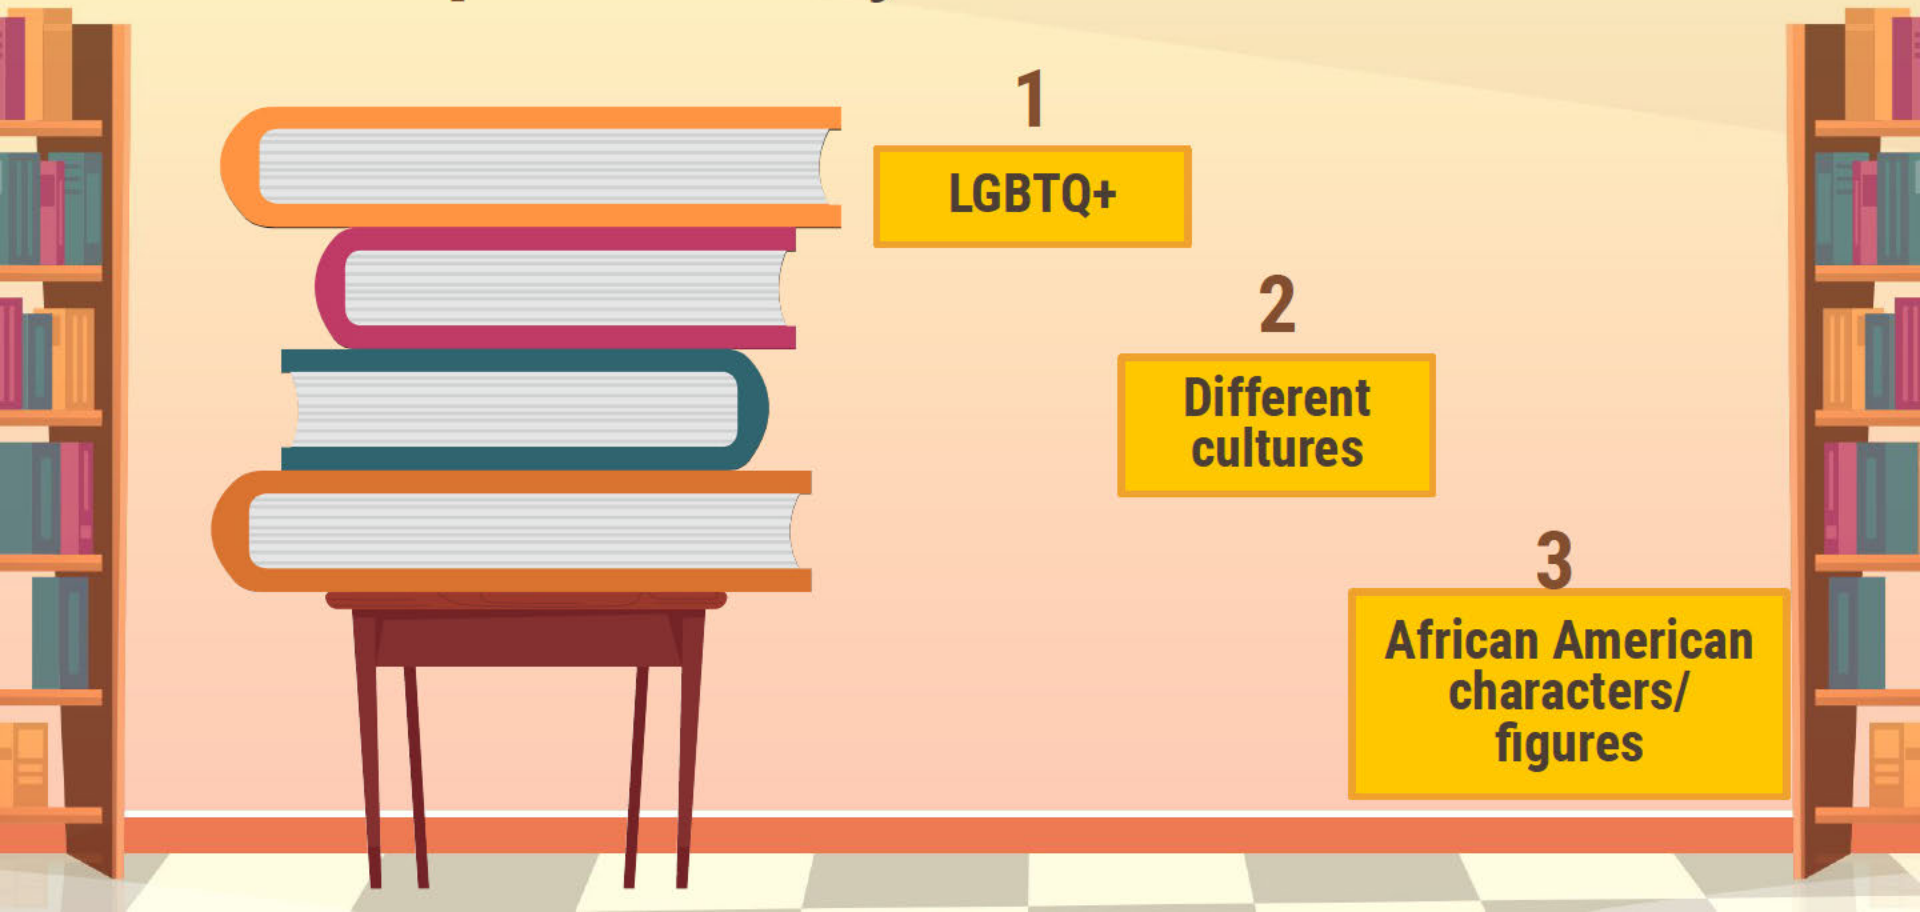 1
LGBTQ+
2
Different
cultures
3
African American
characters/
figures